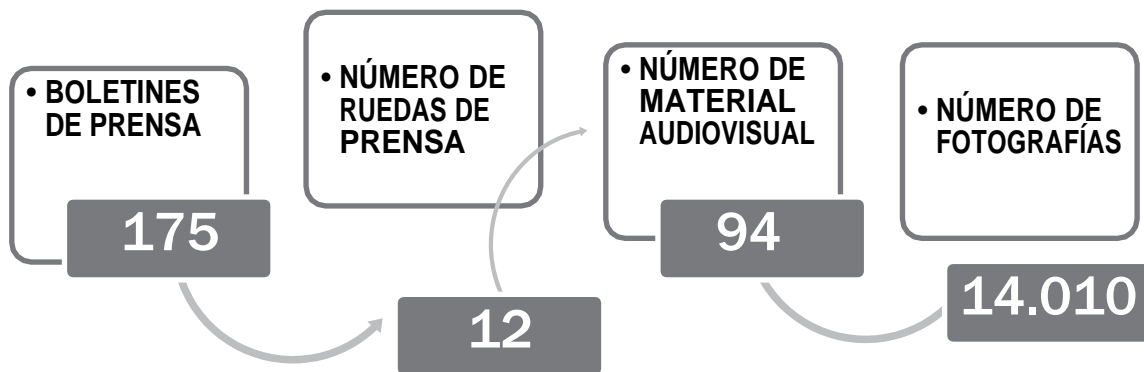 • BOLETINES
DE PRENSA
175
• NÚMERO DE
RUEDAS DE
PRENSA
12
• NÚMERO DE
MATERIAL
AUDIOVISUAL
94
• NÚMERO DE
FOTOGRAFÍAS
14.010